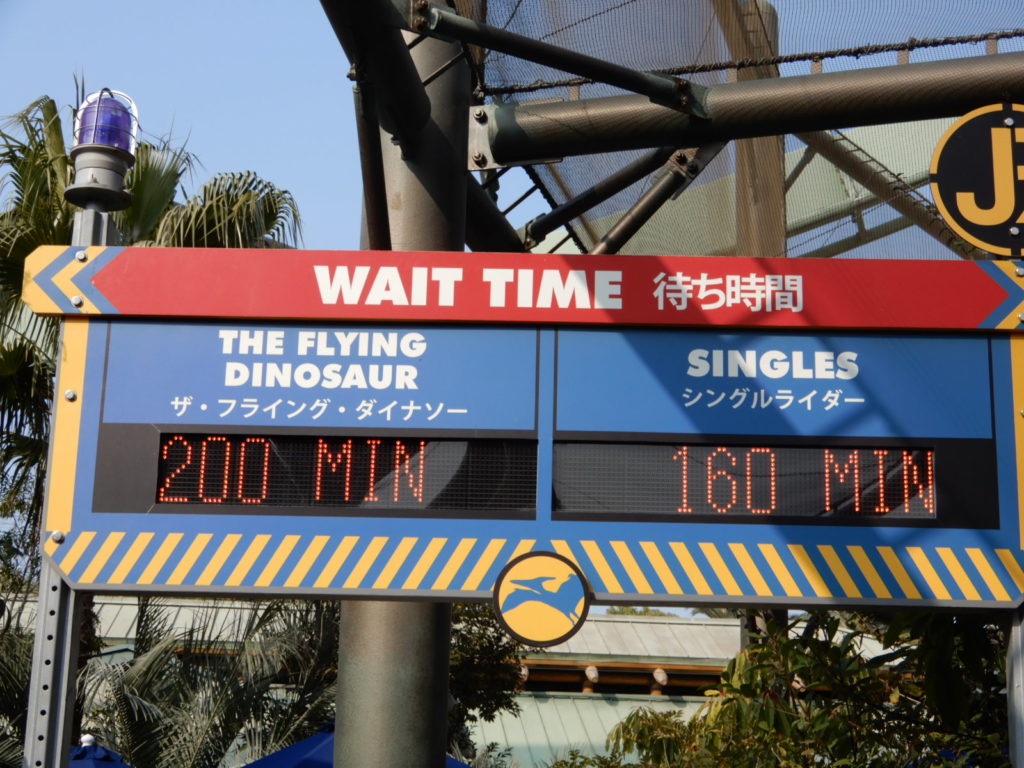 WAIT TIME 待ち時間
THE FLYING
DINOSAUR
ザ・フライング・ダイナソー
200 MIN
SINGLES
シングルライダー
160 MIN